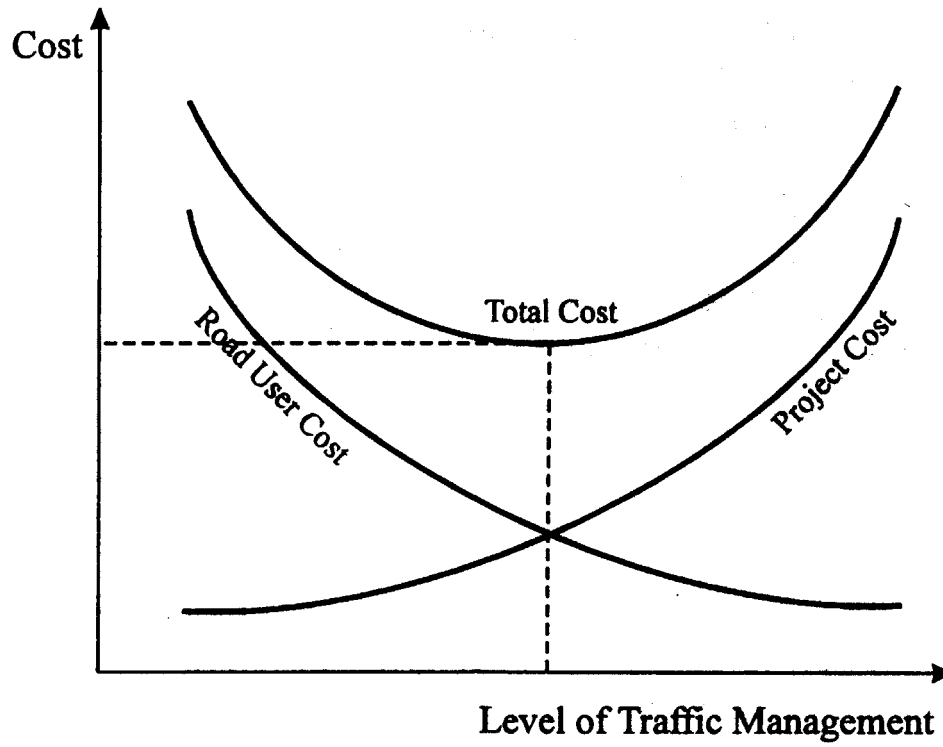 Cost
Total Cost
Road User Cost
Project Cost
Level of Traffic Management